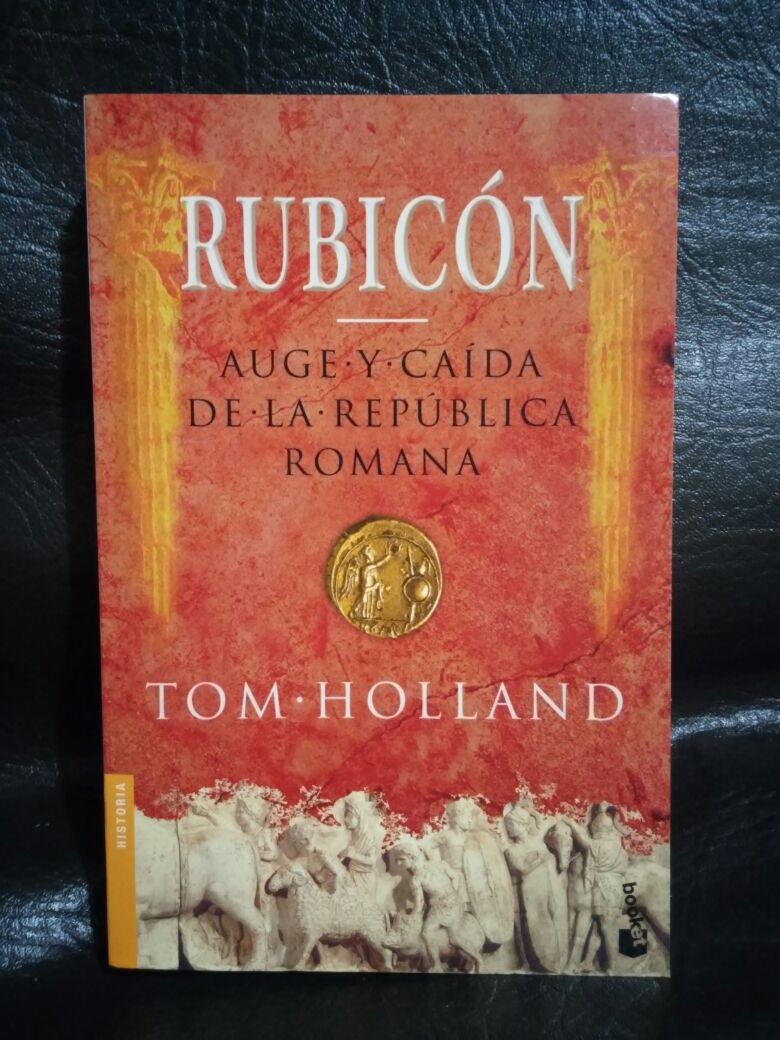 RUBICÓN
AUGE·Y·CAÍDA
DE·LA·REPÚBLICA
ROMANA
TOM·HOLLAND
HISTORIA
booket